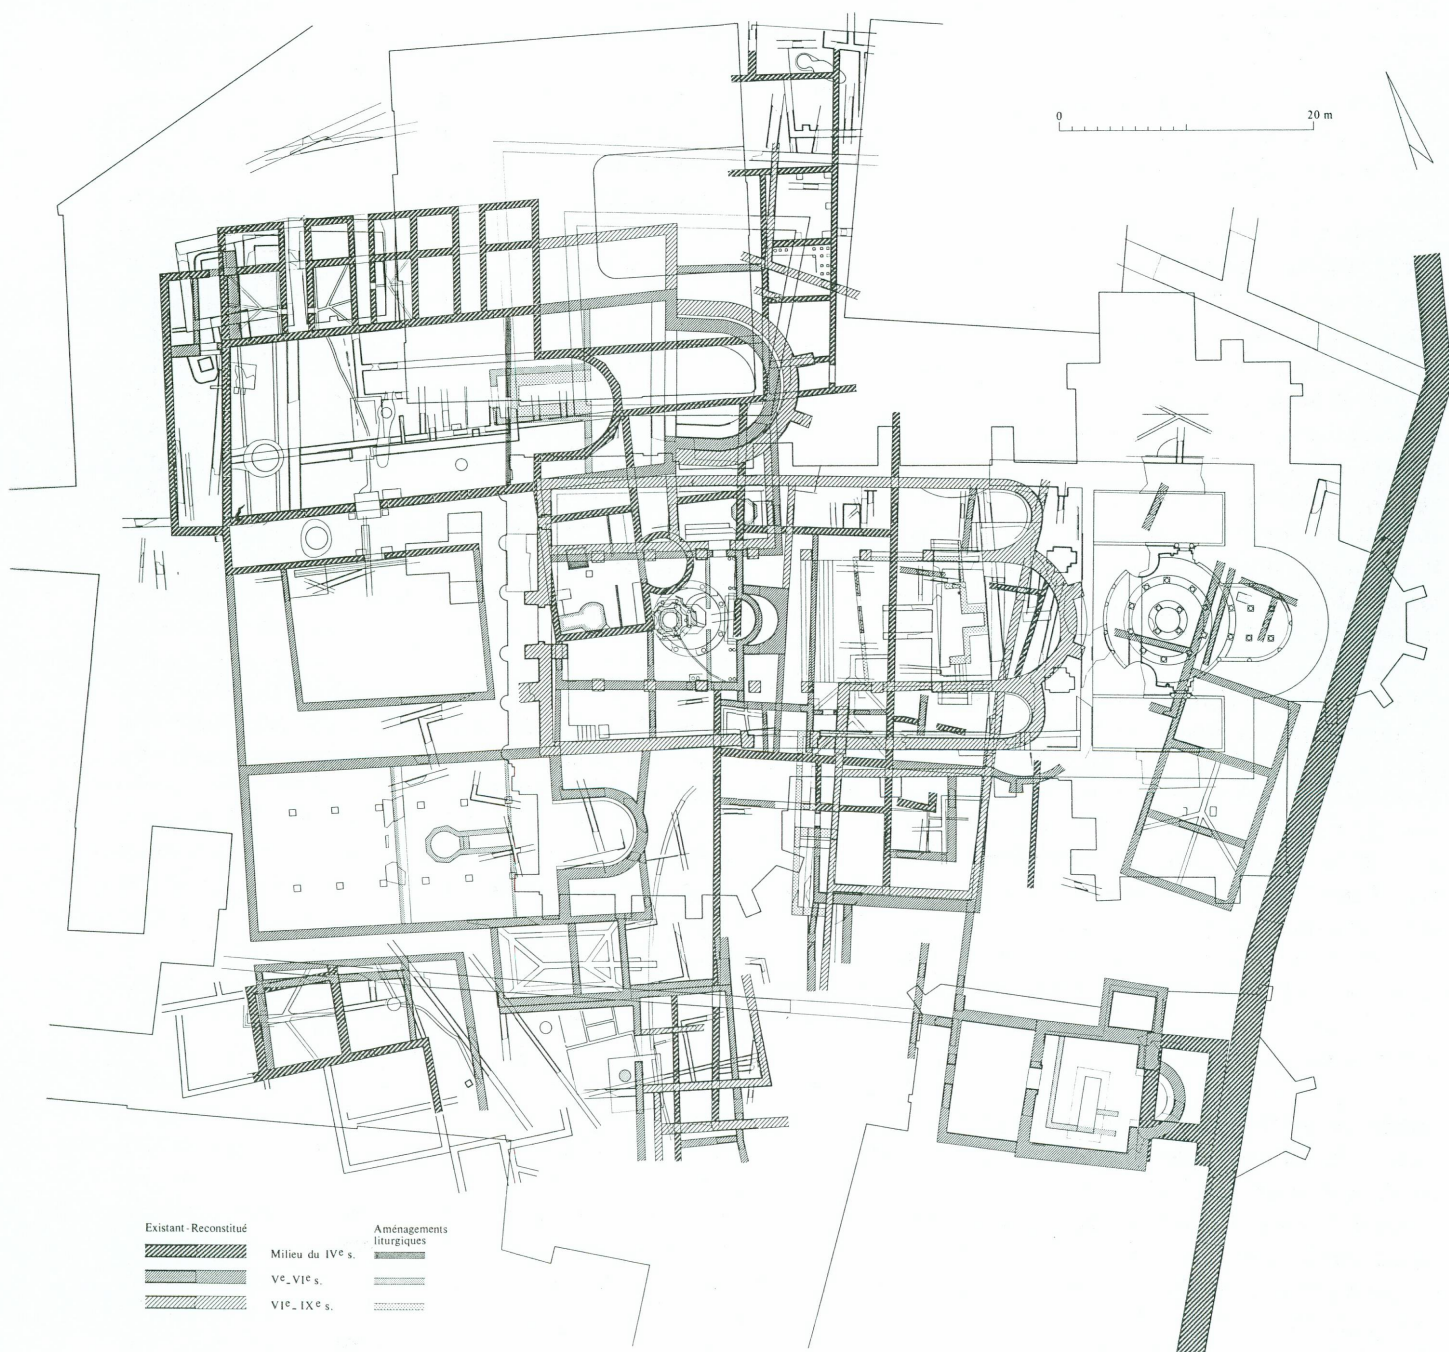 0 20 m
Existant - Reconstitué
Aménagements
liturgiques
Milieu du IVe s.
Ve_VIe s.
VIe_IXe s.